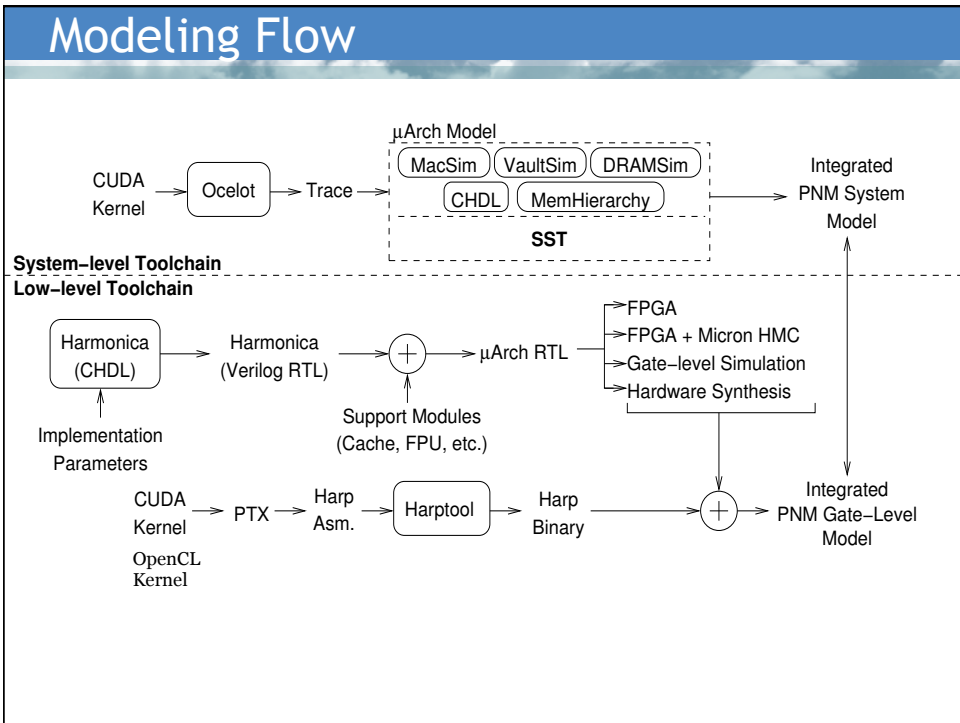 Modeling Flow
μArch Model
MacSim VaultSim DRAMSim
CHDL MemHierarchy
SST
CUDA
Kernel
Ocelot
Trace
Integrated
PNM System
Model
System−level Toolchain
Low−level Toolchain
Harmonica
(CHDL)
Harmonica
(Verilog RTL)
+
μArch RTL
FPGA
FPGA + Micron HMC
Gate−level Simulation
Hardware Synthesis
Implementation
Parameters
Support Modules
(Cache, FPU, etc.)
CUDA
Kernel
OpenCL
Kernel
PTX
Harp
Asm.
Harptool
Harp
Binary
+
Integrated
PNM Gate−Level
Model